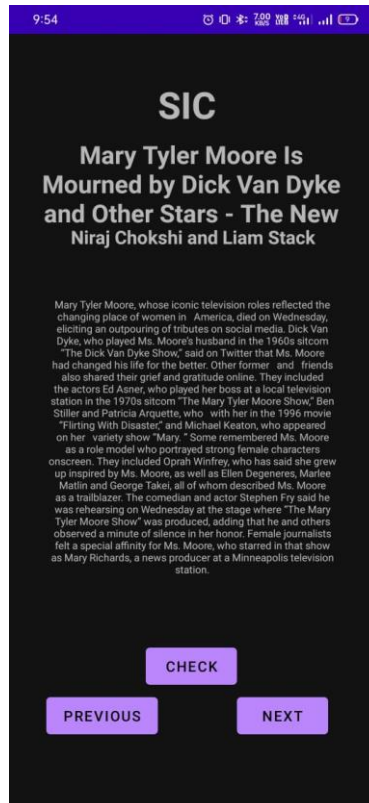 9:54
7.00 KB/S
9
SIC
Mary Tyler Moore Is
Mourned by Dick Van Dyke
and Other Stars - The New
Niraj Chokshi and Liam Stack
Mary Tyler Moore, whose iconic television roles reflected the
changing place of women in America, died on Wednesday,
eliciting an outpouring of tributes on social media. Dick Van
Dyke, who played Ms. Moore's husband in the 1960s sitcom
"The Dick Van Dyke Show," said on Twitter that Ms. Moore
had changed his life for the better. Other former and friends
also shared their grief and gratitude online. They included
the actors Ed Asner, who played her boss at a local television
station in the 1970s sitcom "The Mary Tyler Moore Show," Ben
Stiller and Patricia Arquette, who with her in the 1996 movie
"Flirting With Disaster," and Michael Keaton, who appeared
on her variety show "Mary. " Some remembered Ms. Moore
as a role model who portrayed strong female characters
onscreen. They included Oprah Winfrey, who has said she grew
up inspired by Ms. Moore, as well as Ellen Degeneres, Marlee
Matlin and George Takei, all of whom described Ms. Moore
as a trailblazer. The comedian and actor Stephen Fry said he
was rehearsing on Wednesday at the stage where "The Mary
Tyler Moore Show" was produced, adding that he and others
observed a minute of silence in her honor. Female journalists
felt a special affinity for Ms. Moore, who starred in that show
as Mary Richards, a news producer at a Minneapolis television
station.
CHECK
PREVIOUS
NEXT